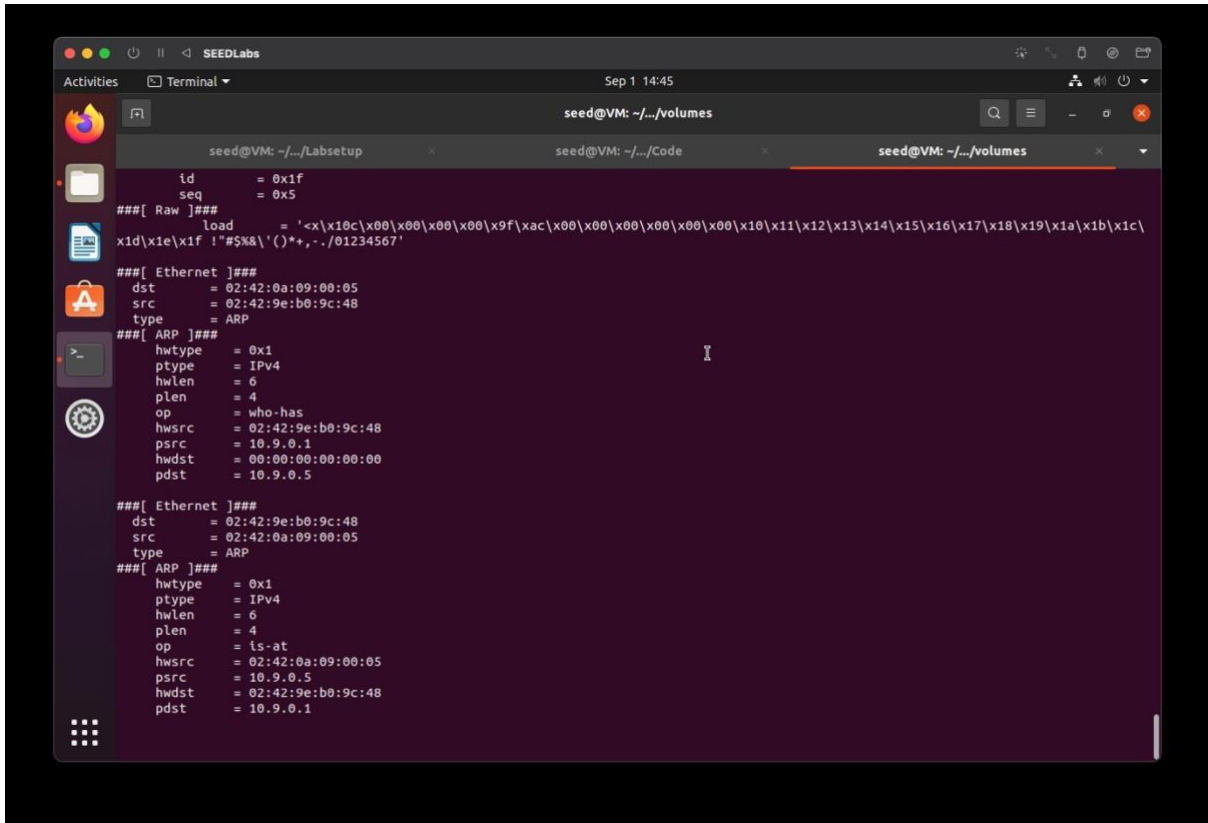 SEEDLabs
Activities Terminal Sep 1 14:45
seed@VM: ~/.../volumes
seed@VM: ~/.../Labsetup × seed@VM: ~/.../Code × seed@VM: ~/.../volumes ×
id = 0x1f
seq = 0x5
###[ Raw ]###
load = '<x\x10c\x00\x00\x00\x00\x9f\xac\x00\x00\x00\x00\x00\x00\x10\x11\x12\x13\x14\x15\x16\x17\x18\x19\x1a\x1b\x1c\
x1d\x1e\x1f !"#$%&\'()*+,-./01234567'
###[ Ethernet ]###
dst = 02:42:0a:09:00:05
src = 02:42:9e:b0:9c:48
type = ARP
###[ ARP ]###
hwtype = 0x1
ptype = IPv4
hwlen = 6
plen = 4
op = who-has
hwsrc = 02:42:9e:b0:9c:48
psrc = 10.9.0.1
hwdst = 00:00:00:00:00:00
pdst = 10.9.0.5
###[ Ethernet ]###
dst = 02:42:9e:b0:9c:48
src = 02:42:0a:09:00:05
type = ARP
###[ ARP ]###
hwtype = 0x1
ptype = IPv4
hwlen = 6
plen = 4
op = is-at
hwsrc = 02:42:0a:09:00:05
psrc = 10.9.0.5
hwdst = 02:42:9e:b0:9c:48
pdst = 10.9.0.1